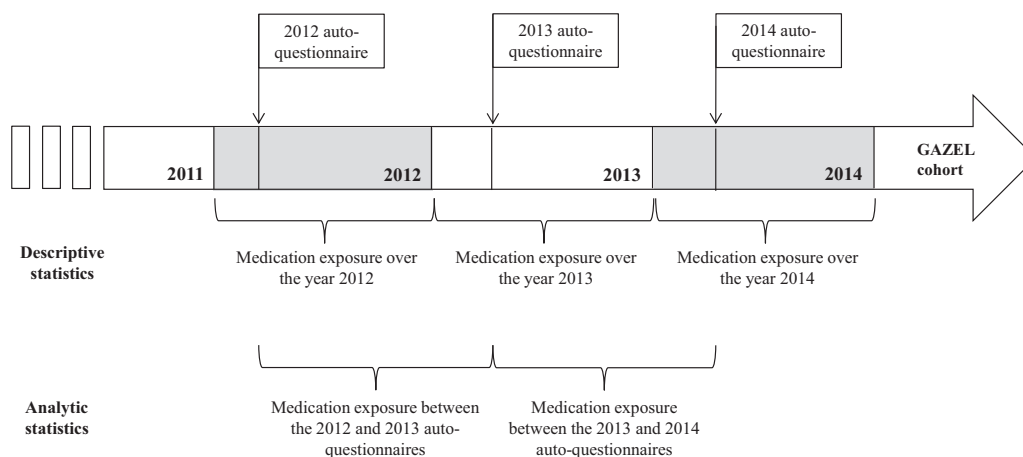 2012 auto-
questionnaire
2013 auto-
questionnaire
2014 auto-
questionnaire
2011
2012
2013
2014
GAZEL
cohort
Descriptive
statistics
Medication exposure over
the year 2012
Medication exposure over
the year 2013
Medication exposure over
the year 2014
Analytic
statistics
Medication exposure between
the 2012 and 2013 auto-
questionnaires
Medication exposure
between the 2013 and 2014
auto-questionnaires